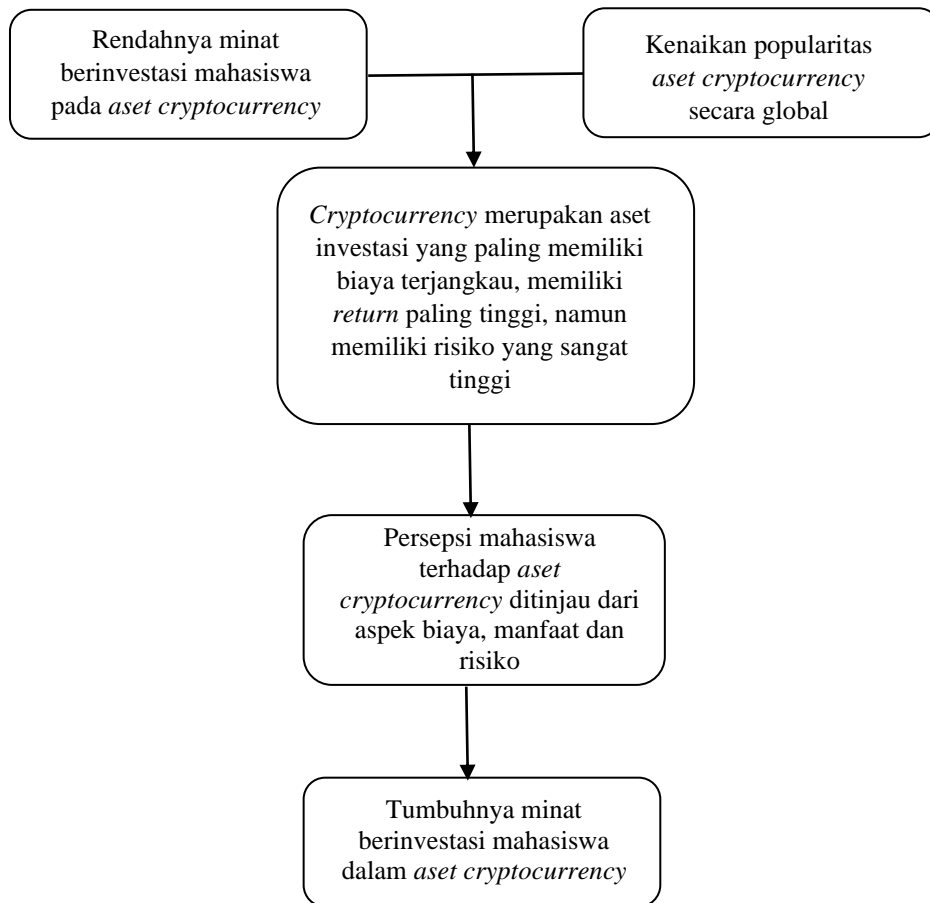 Rendahnya minat
berinvestasi mahasiswa
pada aset cryptocurrency
Kenaikan popularitas
aset cryptocurrency
secara global
Cryptocurrency merupakan aset
investasi yang paling memiliki
biaya terjangkau, memiliki
return paling tinggi, namun
memiliki risiko yang sangat
tinggi
Persepsi mahasiswa
terhadap aset
cryptocurrency ditinjau dari
aspek biaya, manfaat dan
risiko
Tumbuhnya minat
berinvestasi mahasiswa
dalam aset cryptocurrency